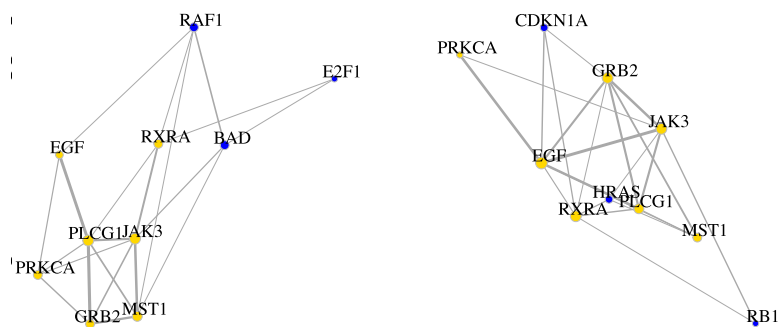 RAF1
E2F1
EGF
RXRA
BAD
PLCG1
JAK3
PRKCA
GRB2
MST1
CDKN1A
PRKCA
GRB2
JAK3
EGF
HRAS
RXRA
PLCG1
MST1
RB1